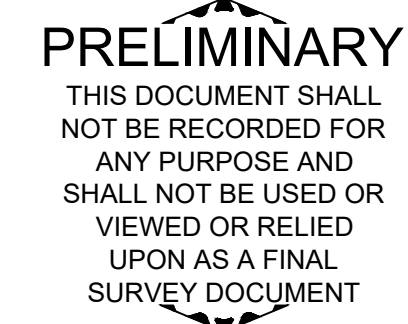 PRELIMINARY
THIS DOCUMENT SHALL
NOT BE RECORDED FOR
ANY PURPOSE AND
SHALL NOT BE USED OR
VIEWED OR RELIED
UPON AS A FINAL
SURVEY DOCUMENT